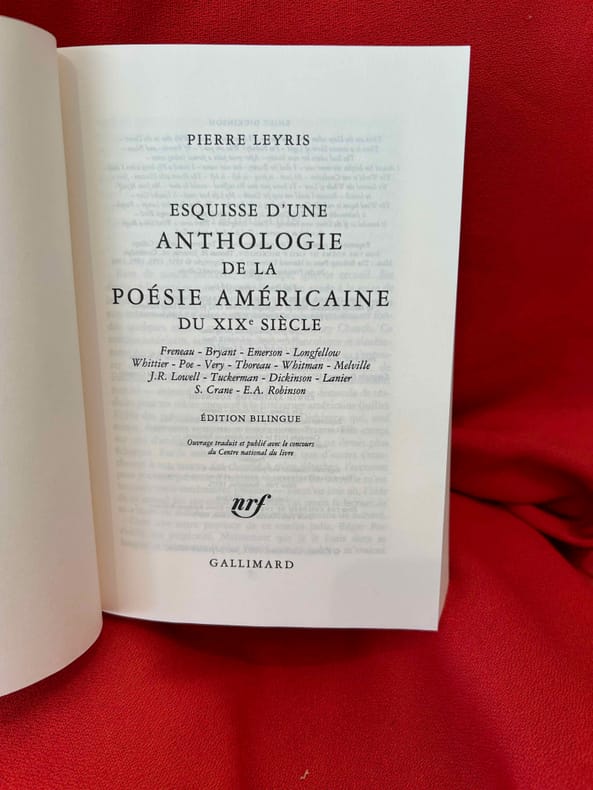 PIERRE LEYRIS
ESQUISSE D'UNE
ANTHOLOGIE
DE LA
POÉSIE AMÉRICAINE
DU XIXe SIÈCLE
Freneau - Bryant - Emerson - Longfellow
Whittier - Poe - Very - Thoreau - Whitman - Melville
J.R. Lowell - Tuckerman - Dickinson - Lanier
S. Crane - E.A. Robinson
ÉDITION BILINGUE
Ouvrage traduit et publié avec le concours
du Centre national du livre
nrf
GALLIMARD